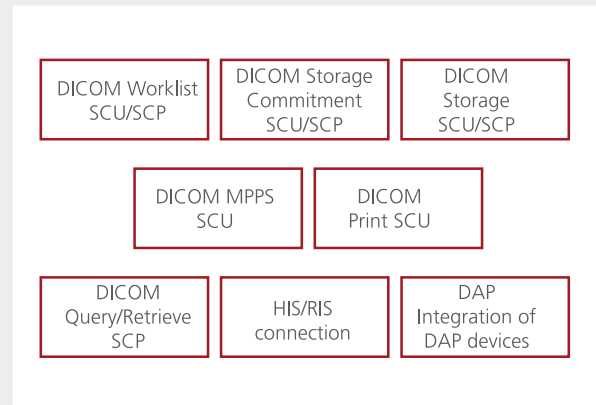 DICOM Worklist
SCU/SCP
DICOM Storage
Commitment
SCU/SCP
DICOM
Storage
SCU/SCP
DICOM MPPS
SCU
DICOM
Print SCU
DICOM
Query/Retrieve
SCP
HIS/RIS
connection
DAP
Integration of
DAP devices